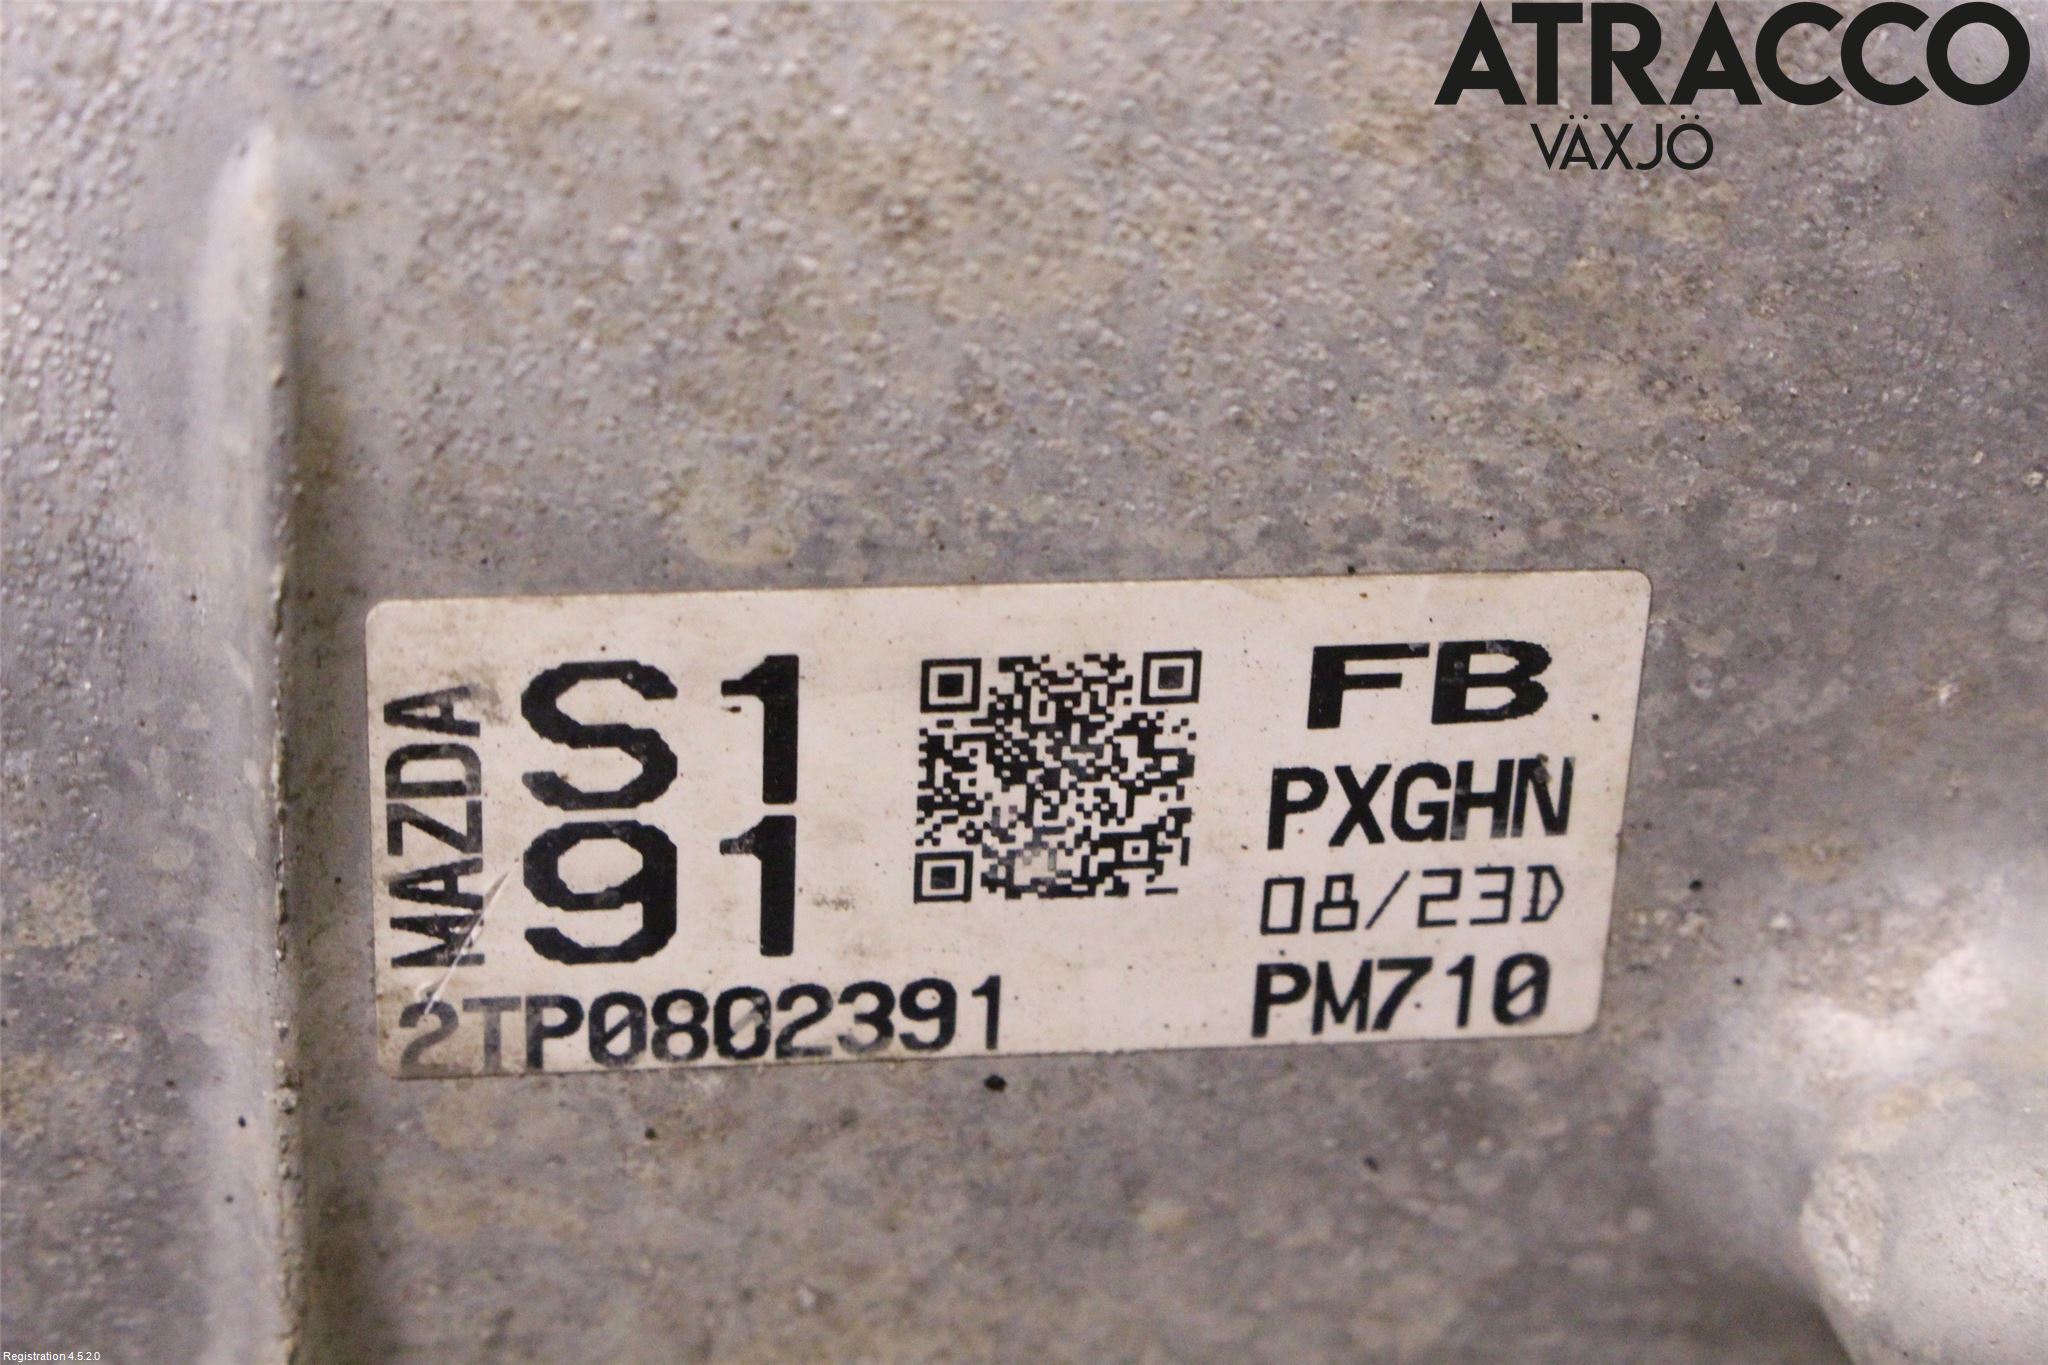 ATRACCO
VÄXJÖ
MAZDA
S1
91
2TP0802391
FB
PXGHN
08/23D
PM710
Registration 4.5.2.0